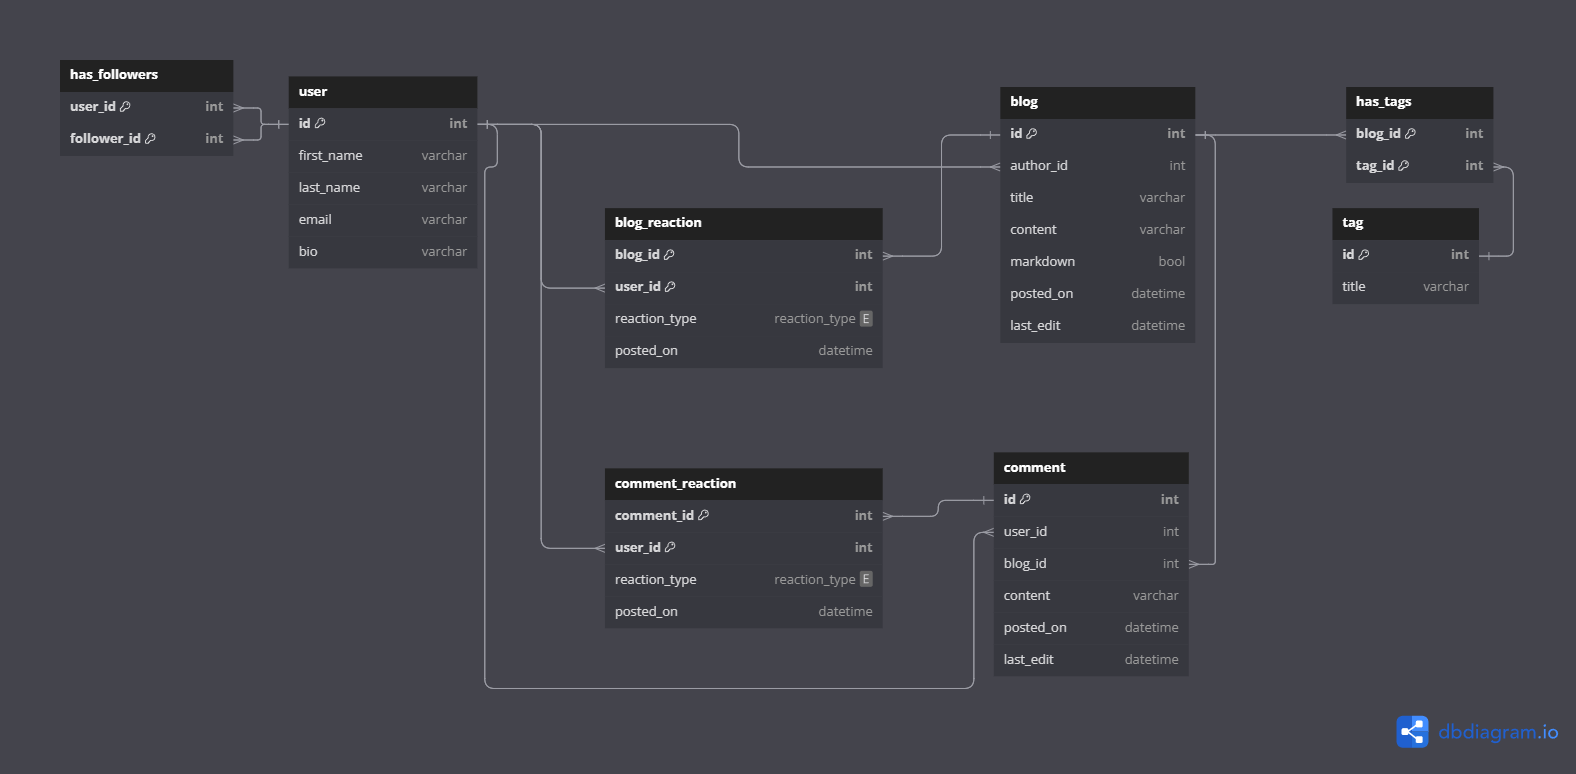 has_followers
user_id int
follower_id int
user
id int
first_name varchar
last_name varchar
email varchar
bio varchar
blog_reaction
blog_id int
user_id int
reaction_type reaction_type E
posted_on datetime
comment_reaction
comment_id int
user_id int
reaction_type reaction_type E
posted_on datetime
blog
id int
author_id int
title varchar
content varchar
markdown bool
posted_on datetime
last_edit datetime
comment
id int
user_id int
blog_id int
content varchar
posted_on datetime
last_edit datetime
has_tags
blog_id int
tag_id int
tag
id int
title varchar
dbdiagram.io